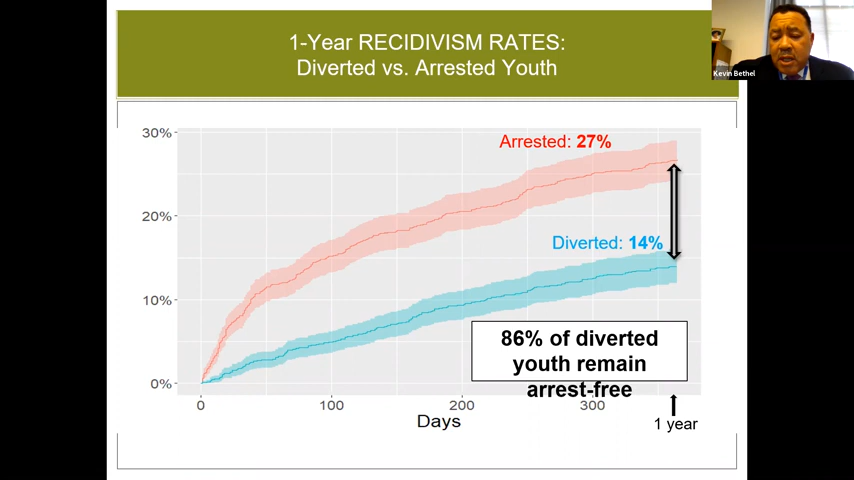 1-Year RECIDIVISM RATES:
Diverted vs. Arrested Youth
Kevin Bethel
30%
Arrested: 27%
20%
Diverted: 14%
10%
86% of diverted
youth remain
arrest-free
0%
0
100
200
300
Days
1 year